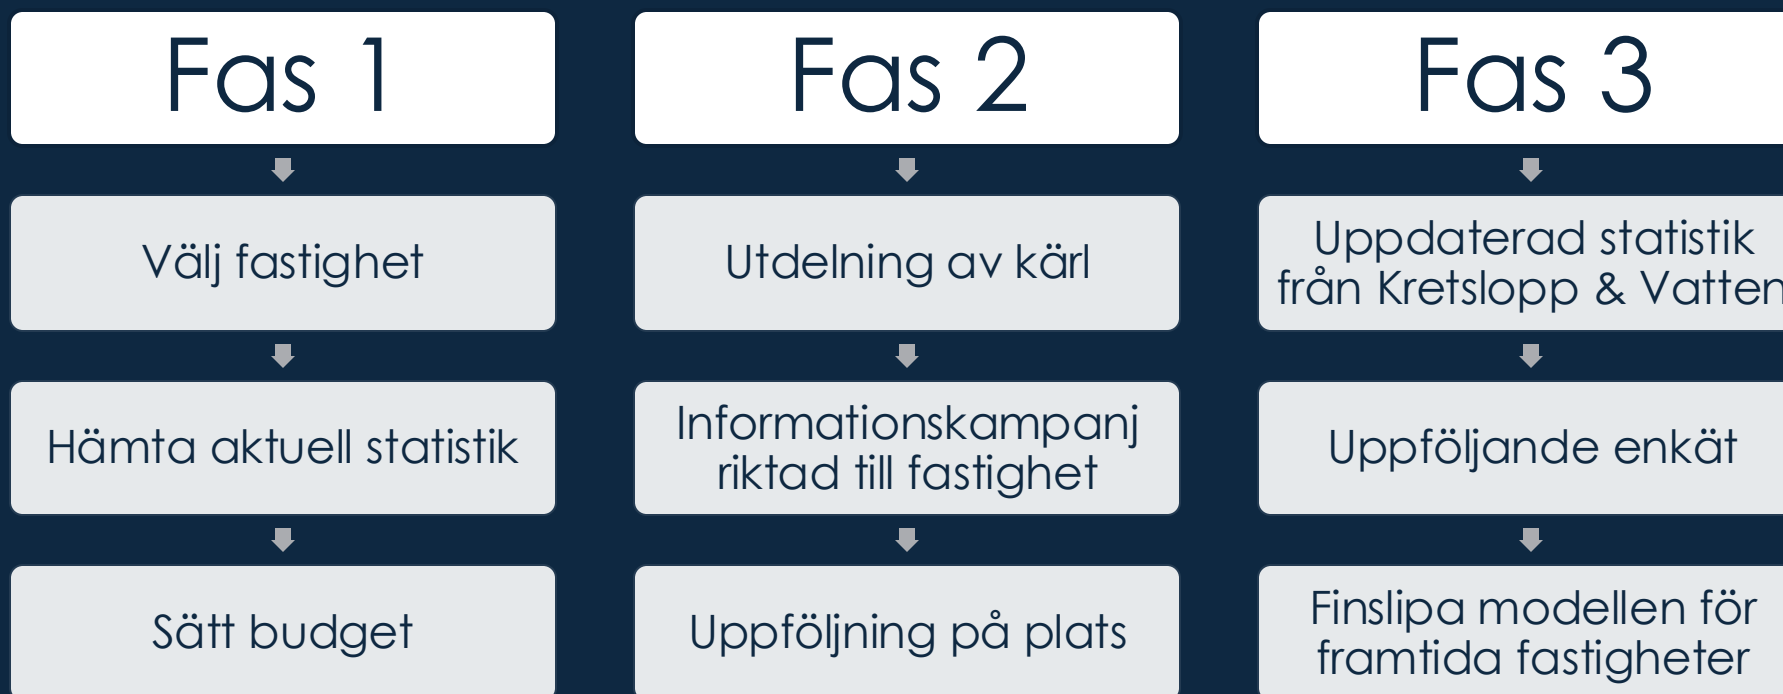 Fas 1
Välj fastighet
Hämta aktuell statistik
Sätt budget
Fas 2
Utdelning av kärl
Informationskampanj
riktad till fastighet
Uppföljning på plats
Fas 3
Uppdaterad statistik
från Kretslopp & Vatten
Uppföljande enkät
Finslipa modellen för
framtida fastigheter